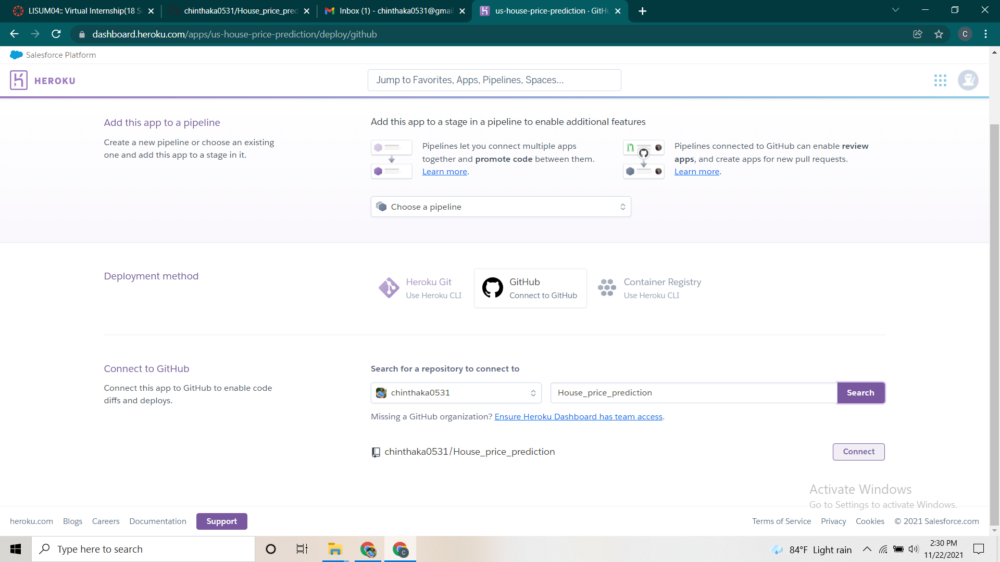 LISUM04:: Virtual Internship(18 S
chinthaka0531/House_price_pred
Inbox (1) - chinthaka0531@gmai
us-house-price-prediction · GitH
dashboard.heroku.com/apps/us-house-price-prediction/deploy/github
C
Salesforce Platform
HEROKU
Jump to Favorites, Apps, Pipelines, Spaces...
Add this app to a pipeline
Create a new pipeline or choose an existing
one and add this app to a stage in it.
Add this app to a stage in a pipeline to enable additional features
Pipelines let you connect multiple apps
together and promote code between them.
Learn more.
Pipelines connected to GitHub can enable review
apps, and create apps for new pull requests.
Learn more.
Choose a pipeline
Deployment method
Heroku Git
Use Heroku CLI
GitHub
Connect to GitHub
Container Registry
Use Heroku CLI
Connect to GitHub
Connect this app to GitHub to enable code
diffs and deploys.
Search for a repository to connect to
chinthaka0531
House_price_prediction
Search
Missing a GitHub organization? Ensure Heroku Dashboard has team access.
chinthaka0531/House_price_prediction
Connect
Activate Windows
Go to Settings to activate Windows.
heroku.com Blogs Careers Documentation Support
Terms of Service Privacy Cookies © 2021 Salesforce.com
Type here to search
C
84°F Light rain
2:30 PM
11/22/2021